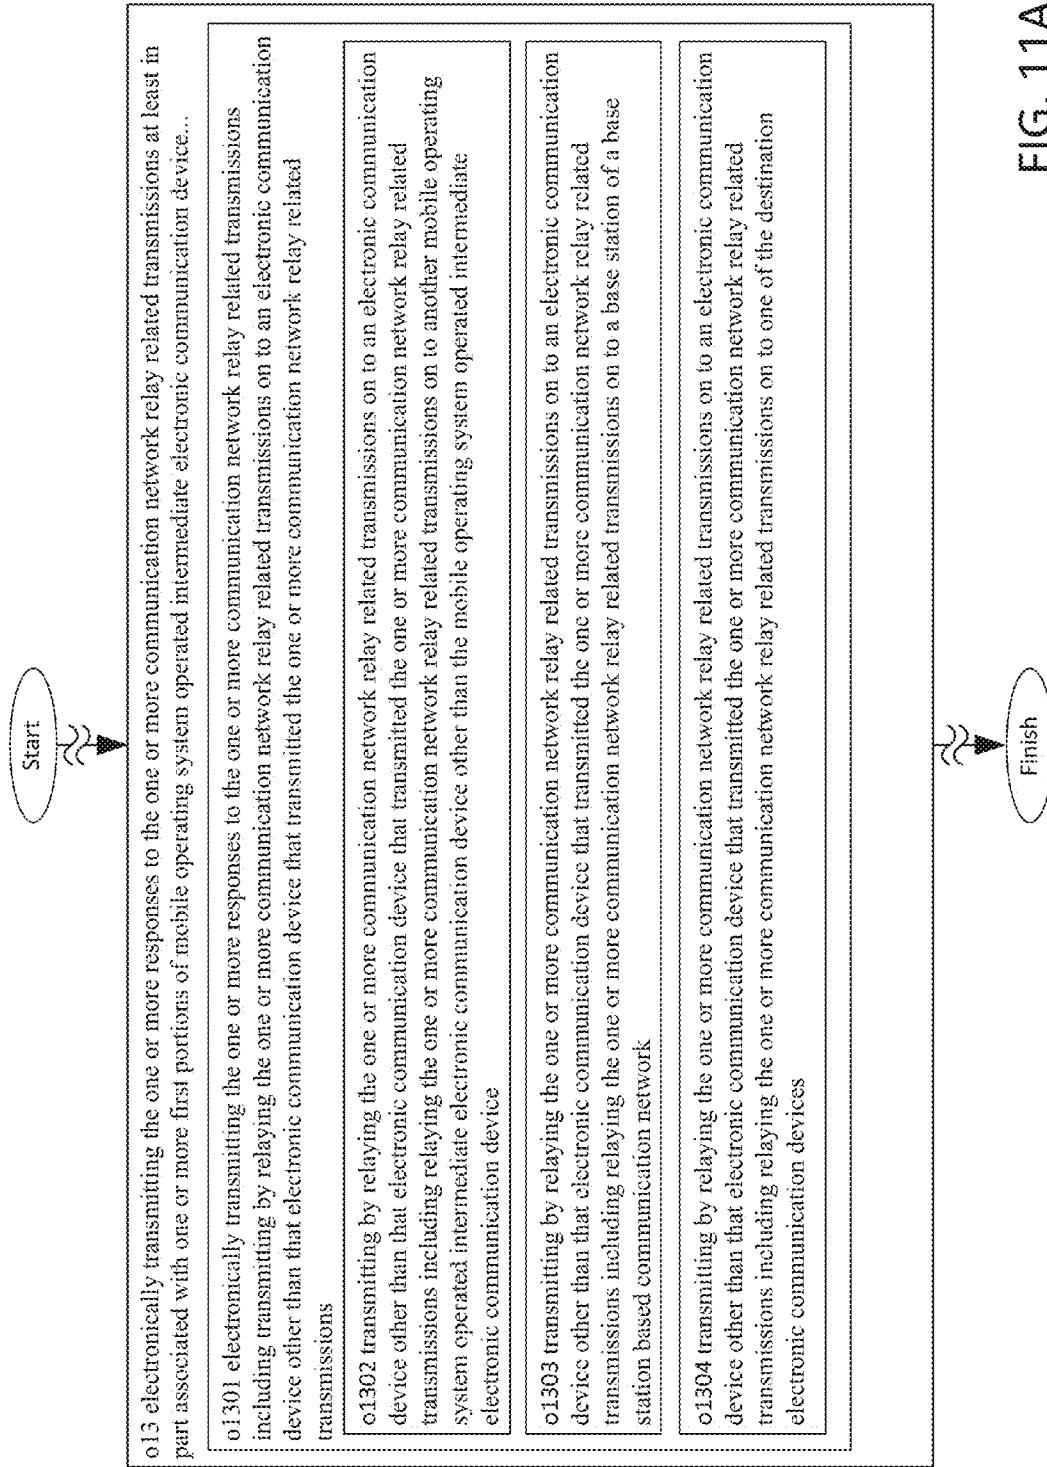 Start
o13 electronically transmitting the one or more responses to the one or more communication network relay related transmissions at least in
part associated with one or more first portions of mobile operating system operated intermediate electronic communication device...
o1301 electronically transmitting the one or more responses to the one or more communication network relay related transmissions
including transmitting by relaying the one or more communication network relay related transmissions on to an electronic communication
device other than that electronic communication device that transmitted the one or more communication network relay related
transmissions
o1302 transmitting by relaying the one or more communication network relay related transmissions on to an electronic communication
device other than that electronic communication device that transmitted the one or more communication network relay related
transmissions including relaying the one or more communication network relay related transmissions on to another mobile operating
system operated intermediate electronic communication device other than the mobile operating system operated intermediate
electronic communication device
o1303 transmitting by relaying the one or more communication network relay related transmissions on to an electronic communication
device other than that electronic communication device that transmitted the one or more communication network relay related
transmissions including relaying the one or more communication network relay related transmissions on to a base station of a base
station based communication network
o1304 transmitting by relaying the one or more communication network relay related transmissions on to an electronic communication
device other than that electronic communication device that transmitted the one or more communication network relay related
transmissions including relaying the one or more communication network relay related transmissions on to one of the destination
electronic communication devices
Finish
FIG. 11A